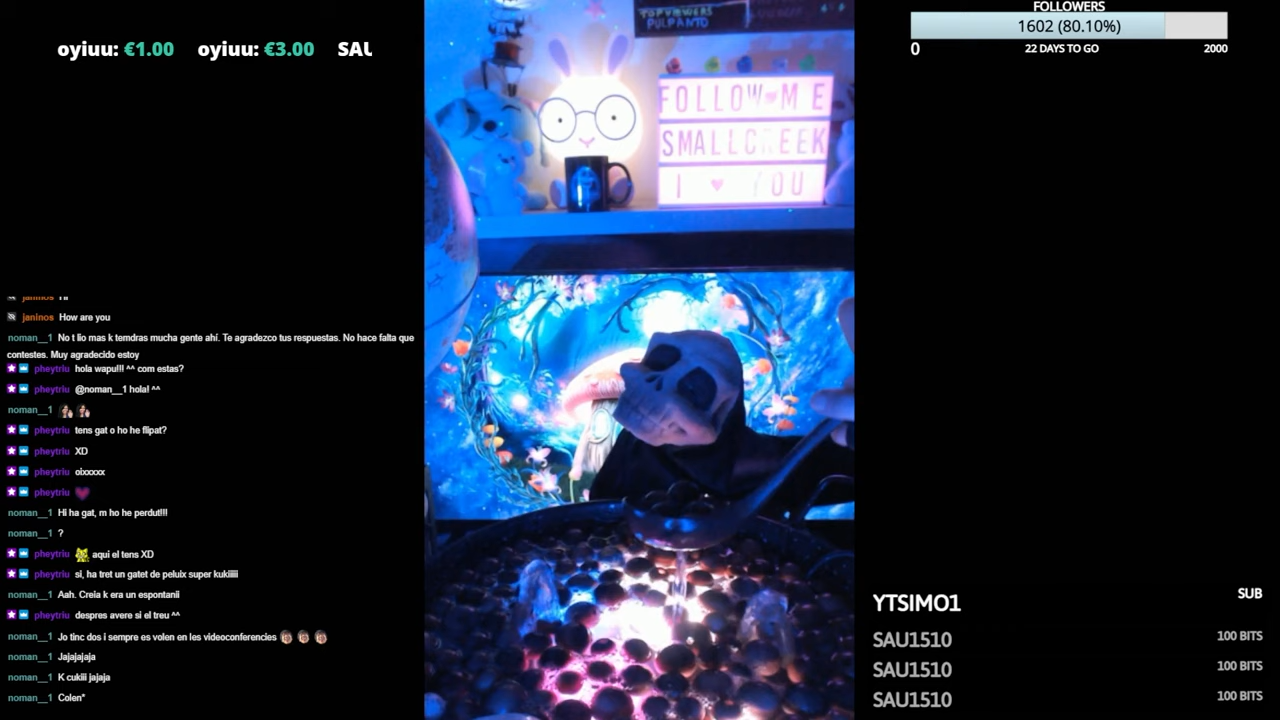 oyiuu: €1.00 oyiuu: €3.00 SAU
TOPVIEWERS
PULPANTO
FOLLOWERS
1602 (80.10%)
0 22 DAYS TO GO 2000
FOLLOW♥ME
SMALLCREEK
I ♥ YOU
janinos Hi
janinos How are you
noman__1 No t lio mas k temdras mucha gente ahí. Te agradezco tus respuestas. No hace falta que
contestes. Muy agradecido estoy
pheytriu hola wapu!!! ^^ com estas?
pheytriu @noman__1 hola! ^^
noman__1
pheytriu tens gat o ho he flipat?
pheytriu XD
pheytriu oixxxxx
pheytriu
noman__1 Hi ha gat, m ho he perdut!!!
noman__1 ?
pheytriu aqui el tens XD
pheytriu si, ha tret un gatet de peluix super kukiiiii
noman__1 Aah. Creia k era un espontanii
pheytriu despres avere si el treu ^^
noman__1 Jo tinc dos i sempre es volen en les videoconferencies
noman__1 Jajajajaja
noman__1 K cukiii jajaja
noman__1 Colen*
YTSIMO1 SUB
SAU1510 100 BITS
SAU1510 100 BITS
SAU1510 100 BITS